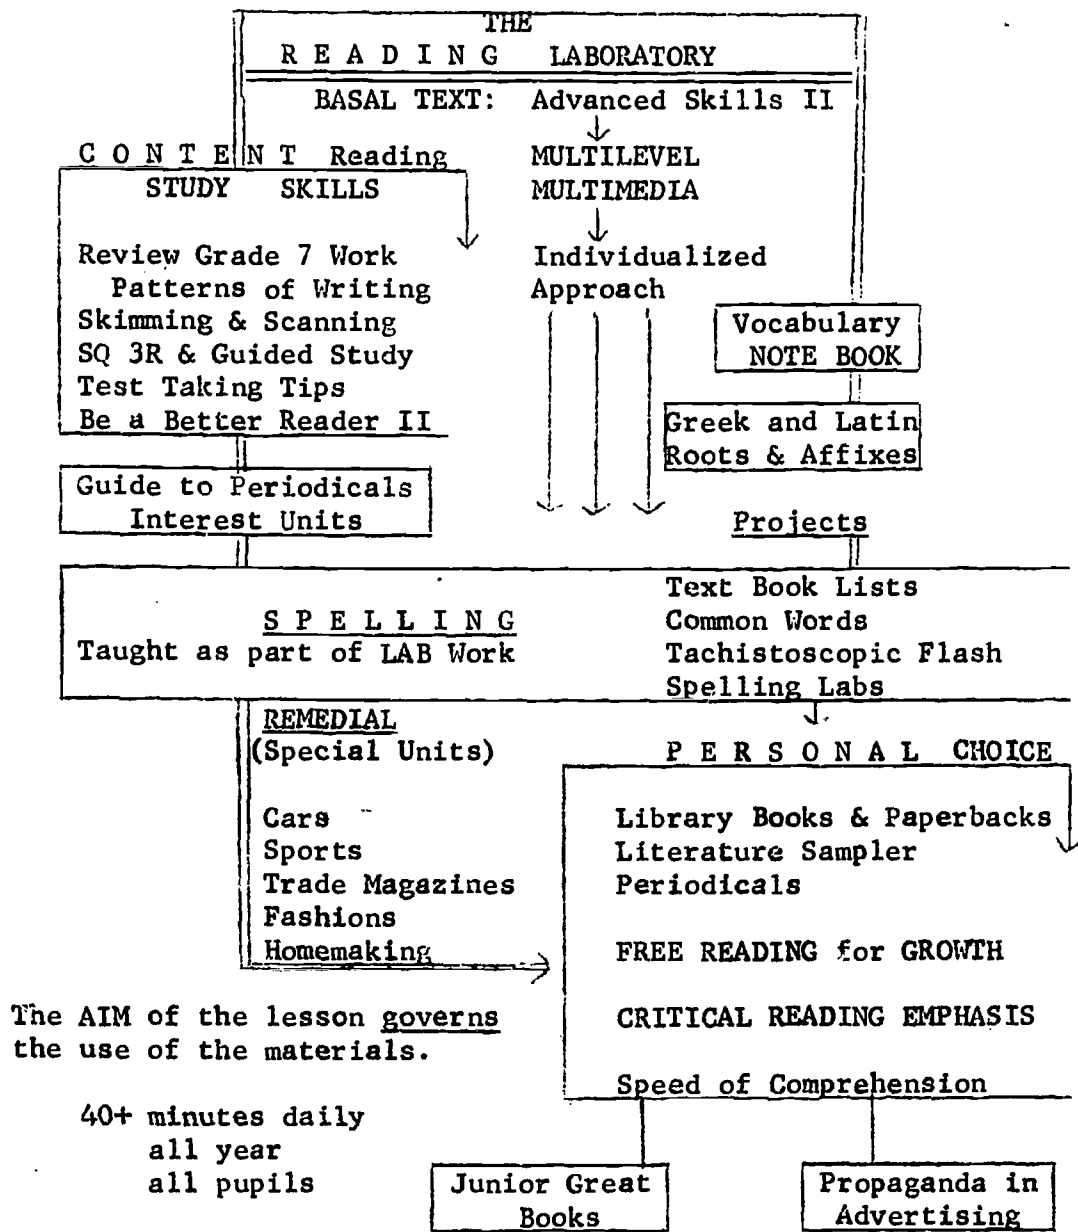 THE
R E A D I N G LABORATORY
BASAL TEXT: Advanced Skills II
C O N T E N T Reading
STUDY SKILLS
Review Grade 7 Work
Patterns of Writing
Skimming & Scanning
SQ 3R & Guided Study
Test Taking Tips
Be a Better Reader II
MULTILEVEL
MULTIMEDIA
Individualized
Approach
Vocabulary
NOTE BOOK
Greek and Latin
Roots & Affixes
Guide to Periodicals
Interest Units
Projects
S P E L L I N G
Taught as part of LAB Work
Text Book Lists
Common Words
Tachistoscopic Flash
Spelling Labs
REMEDIAL
(Special Units)
Cars
Sports
Trade Magazines
Fashions
Homemaking
P E R S O N A L CHOICE
Library Books & Paperbacks
Literature Sampler
Periodicals
FREE READING for GROWTH
CRITICAL READING EMPHASIS
Speed of Comprehension
The AIM of the lesson governs
the use of the materials.
40+ minutes daily
all year
all pupils
Junior Great
Books
Propaganda in
Advertising